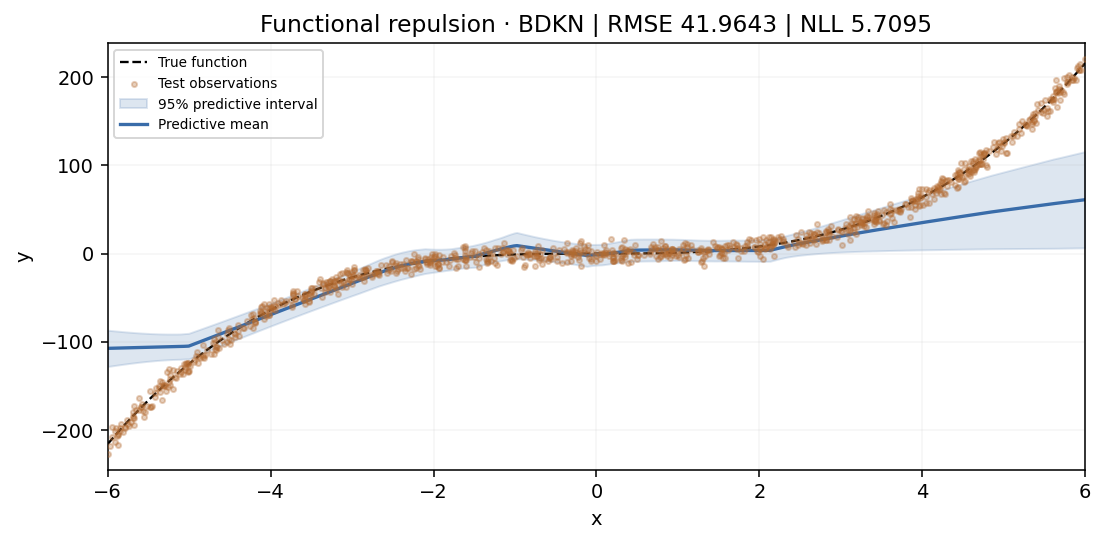 Functional repulsion · BDKN | RMSE 41.9643 | NLL 5.7095
True function
Test observations
95% predictive interval
Predictive mean
200
100
0
−100
−200
y
−6 −4 −2 0 2 4 6
x